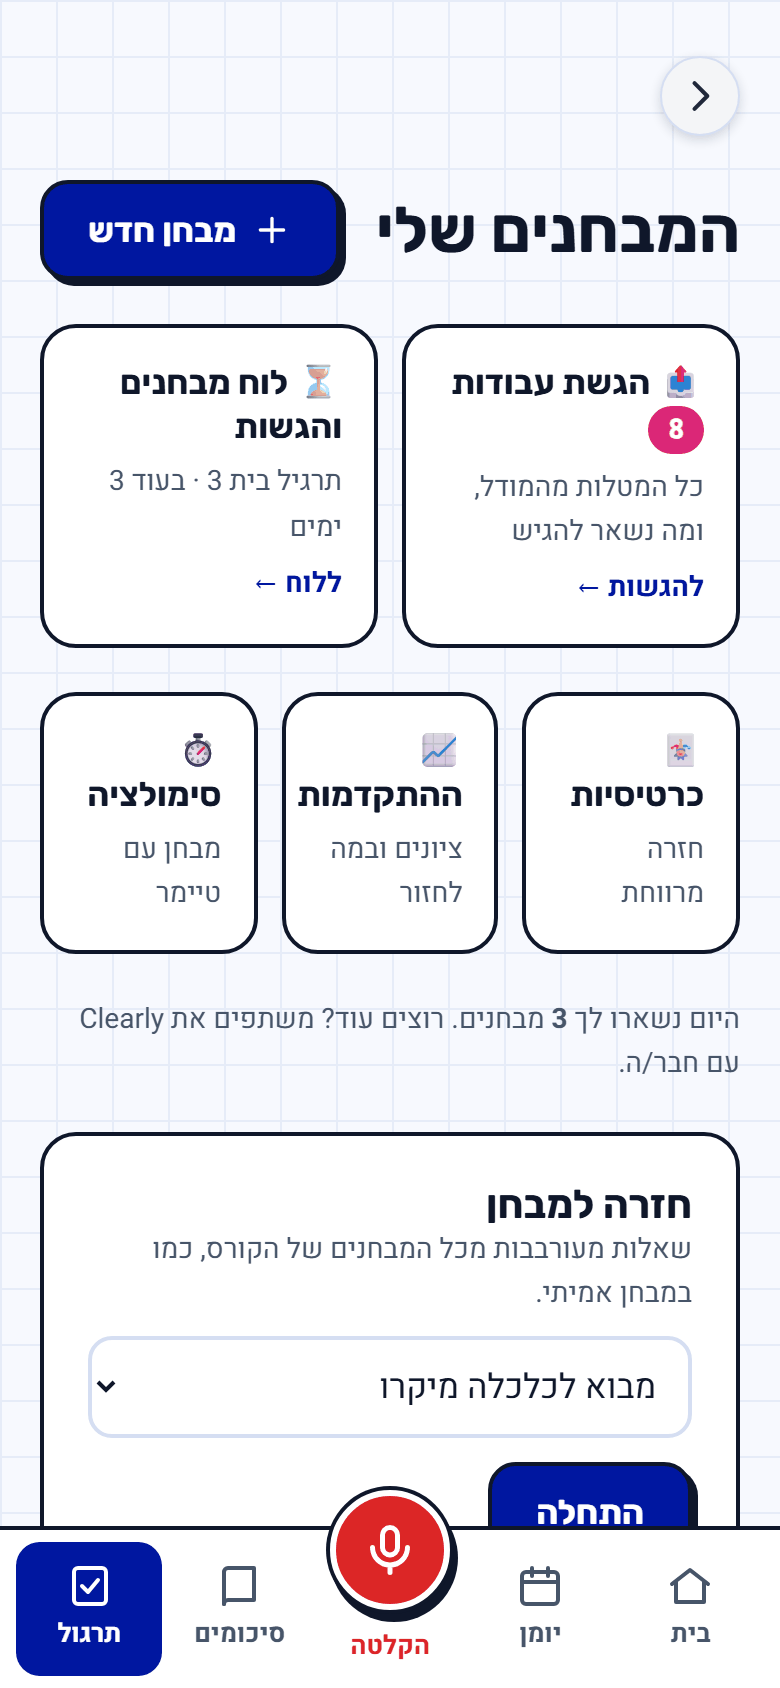 המבחנים שלי
+ מבחן חדש
הגשת עבודות
8
כל המטלות מהמודל,
ומה נשאר להגיש
להגשות ←
לוח מבחנים
והגשות
תרגיל בית 3 · בעוד 3
ימים
ללוח ←
כרטיסיות
חזרה
מרווחת
ההתקדמות
ציונים ובמה
לחזור
סימולציה
מבחן עם
טיימר
היום נשארו לך 3 מבחנים. רוצים עוד? משתפים את Clearly
עם חבר/ה.
חזרה למבחן
שאלות מעורבבות מכל המבחנים של הקורס, כמו
במבחן אמיתי.
מבוא לכלכלה מיקרו
התחלה
בית
יומן
הקלטה
סיכומים
תרגול